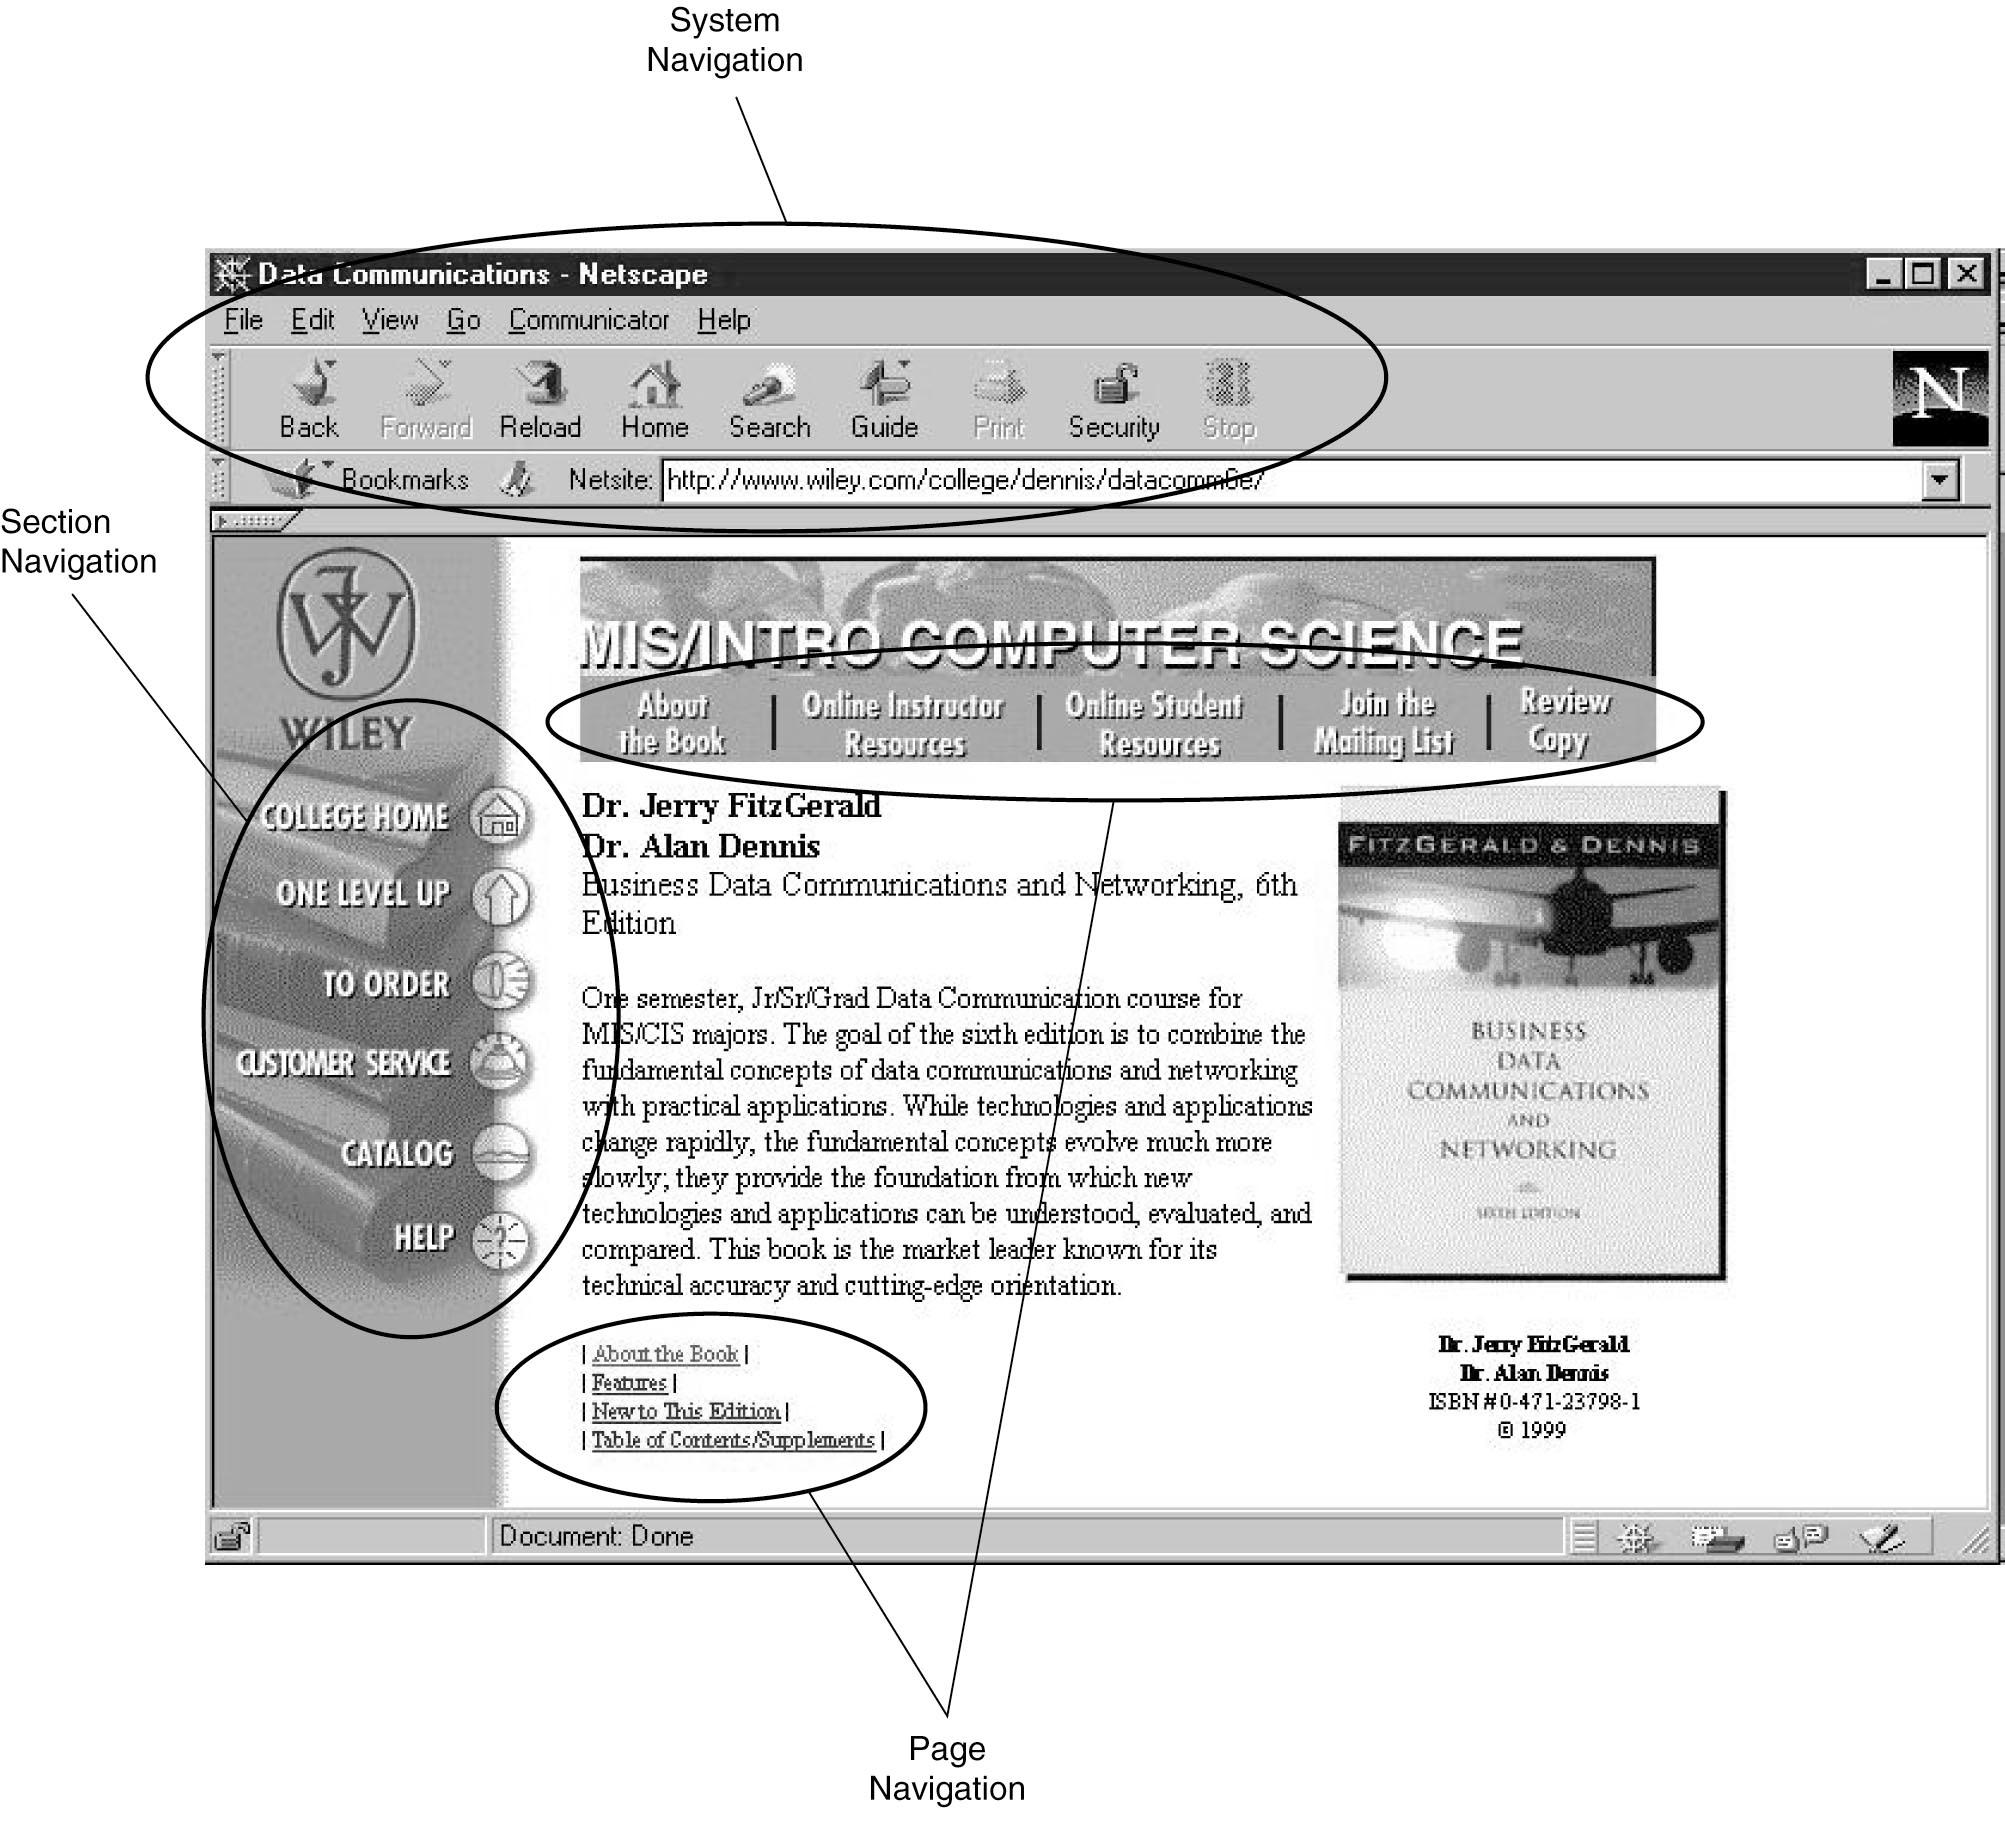 System
Navigation
Data Communications - Netscape
File Edit View Go Communicator Help
Back Forward Reload Home Search Guide Print Security Stop
N
Bookmarks Netsite: http://www.wiley.com/college/dennis/datacomm6e/
Section
Navigation
WILEY
COLLEGE HOME
ONE LEVEL UP
TO ORDER
CUSTOMER SERVICE
CATALOG
HELP
MIS/INTRO COMPUTER SCIENCE
About the Book | Online Instructor Resources | Online Student Resources | Join the Mailing List | Review Copy
Dr. Jerry FitzGerald
Dr. Alan Dennis
Business Data Communications and Networking, 6th
Edition
One semester, Jr/Sr/Grad Data Communication course for
MIS/CIS majors. The goal of the sixth edition is to combine the
fundamental concepts of data communications and networking
with practical applications. While technologies and applications
change rapidly, the fundamental concepts evolve much more
slowly; they provide the foundation from which new
technologies and applications can be understood, evaluated, and
compared. This book is the market leader known for its
technical accuracy and cutting-edge orientation.
| About the Book |
| Features |
| New to This Edition |
| Table of Contents/Supplements |
FITZGERALD & DENNIS
BUSINESS
DATA
COMMUNICATIONS
AND
NETWORKING
SIXTH EDITION
Dr. Jerry FitzGerald
Dr. Alan Dennis
ISBN # 0-471-23798-1
© 1999
Document: Done
Page
Navigation